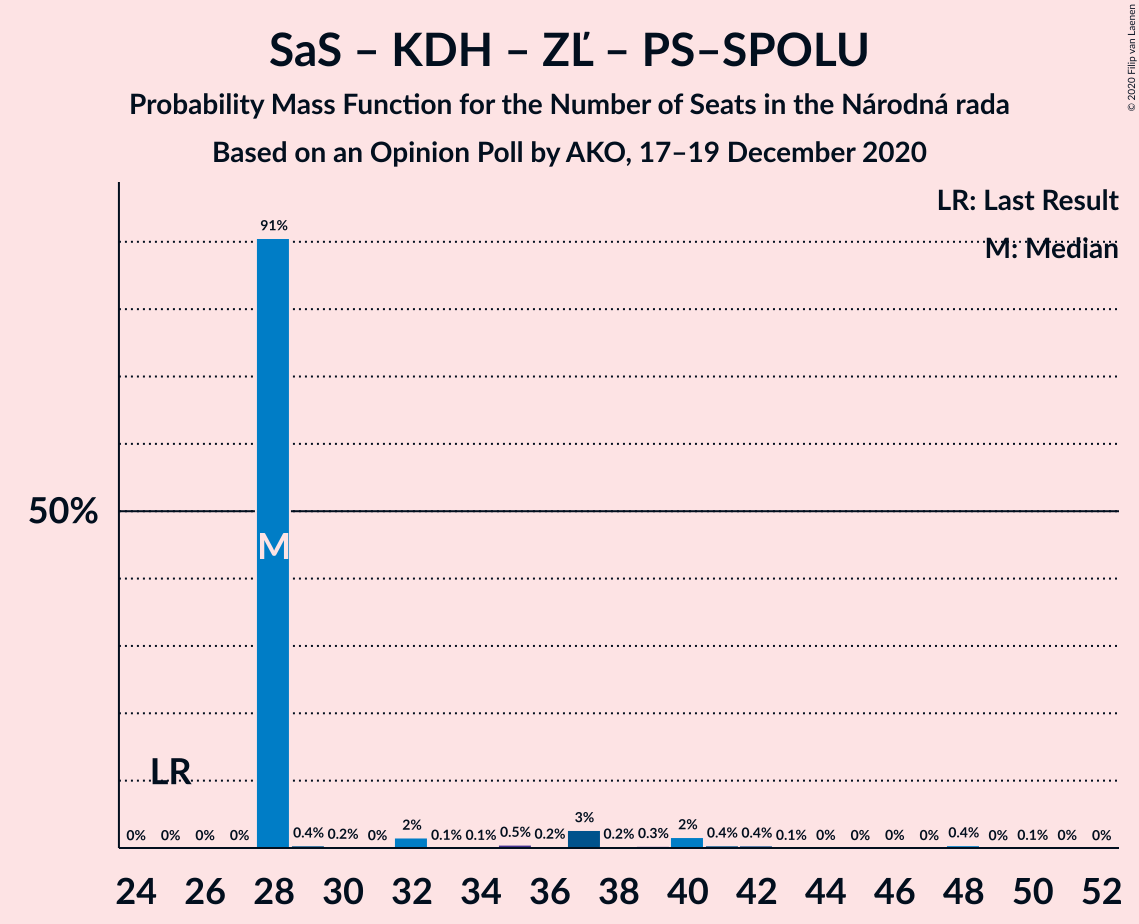 SaS – KDH – ZĽ – PS–SPOLU
Probability Mass Function for the Number of Seats in the Národná rada
Based on an Opinion Poll by AKO, 17–19 December 2020
© 2020 Filip van Laenen
LR: Last Result
M: Median
91%
50%
M
LR
0% 0% 0% 0% 0.4% 0.2% 0% 2% 0.1% 0.1% 0.5% 0.2% 3% 0.2% 0.3% 2% 0.4% 0.4% 0.1% 0% 0% 0% 0% 0.4% 0% 0.1% 0% 0%
24 26 28 30 32 34 36 38 40 42 44 46 48 50 52